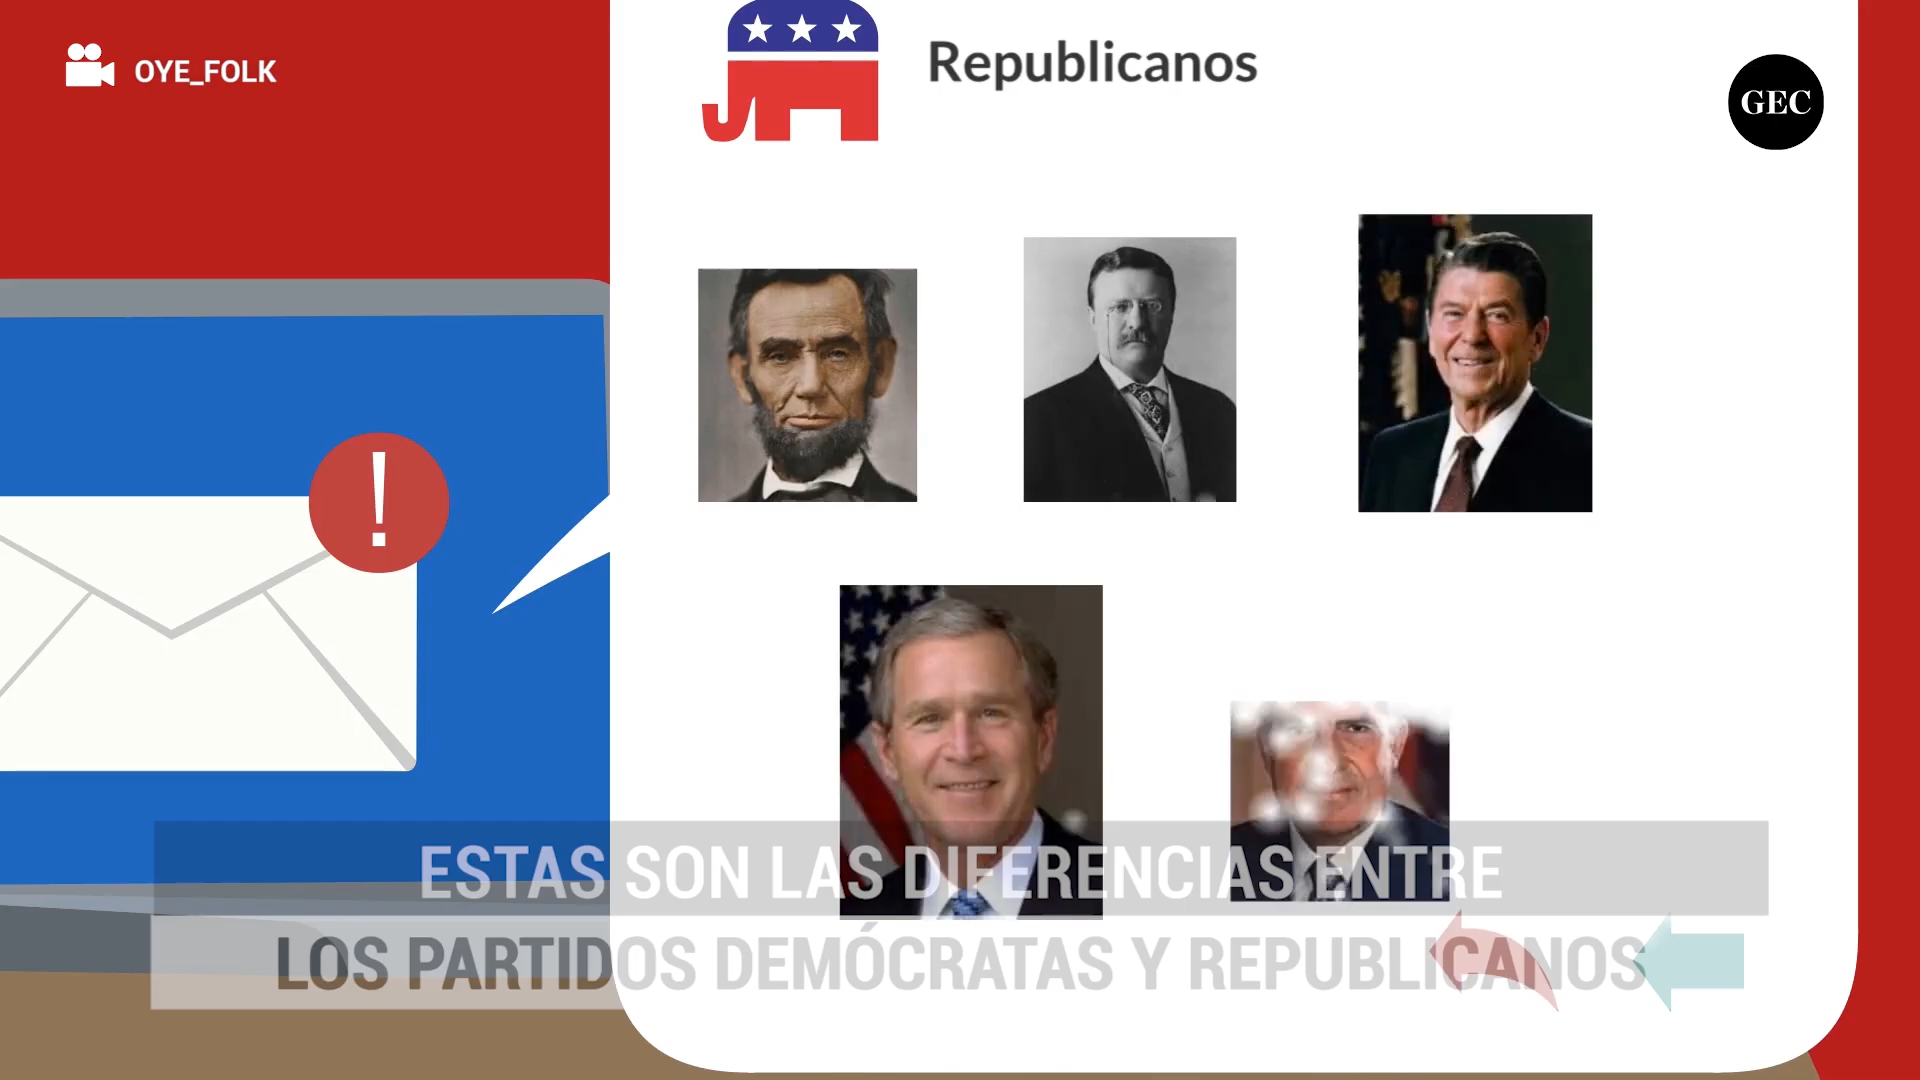 OYE_FOLK
Republicanos
GEC
!
ESTAS SON LAS DIFERENCIAS ENTRE
LOS PARTIDOS DEMÓCRATAS Y REPUBLICANOS